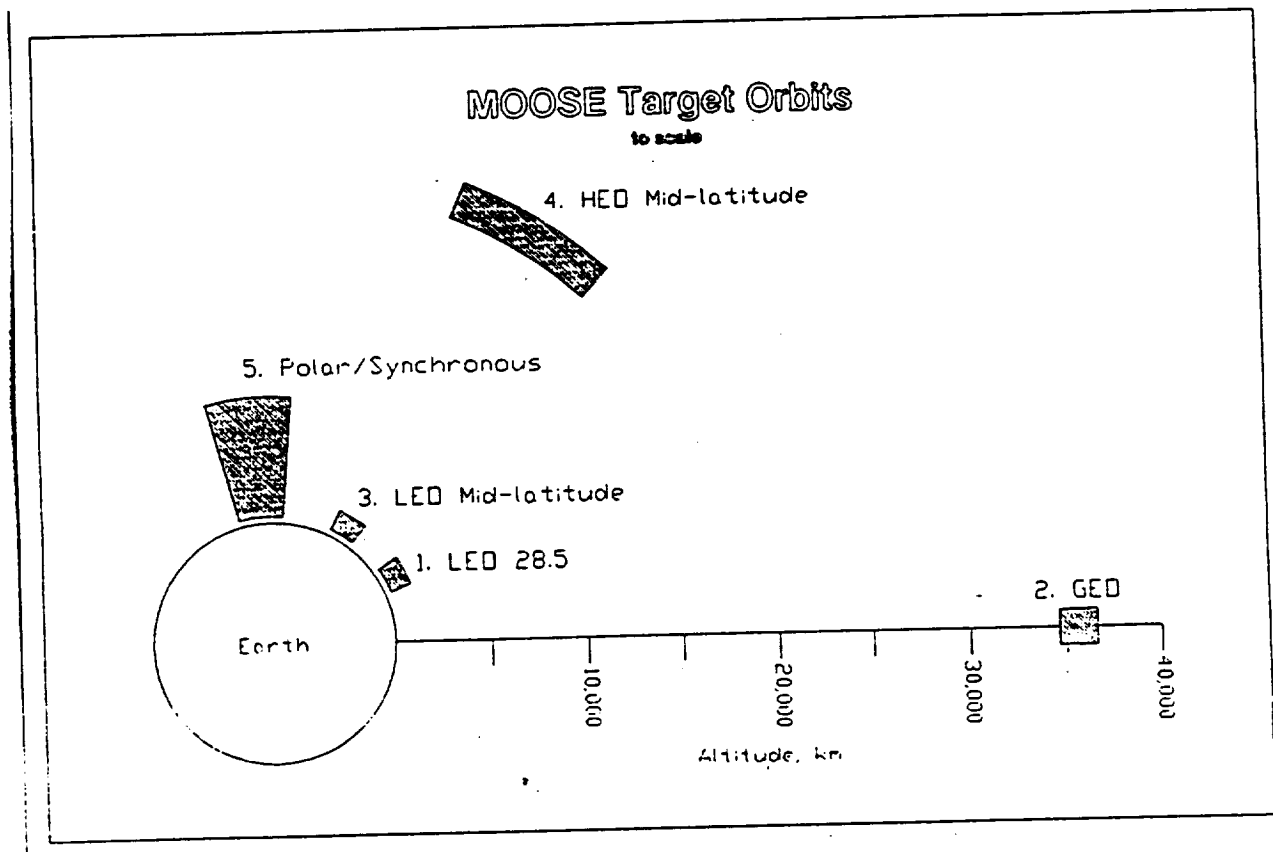 MOOSE Target Orbits
to scale
4. HEO Mid-latitude
5. Polar/Synchronous
3. LEO Mid-latitude
1. LEO 28.5
2. GEO
Earth
10,000
20,000
30,000
40,000
Altitude, km